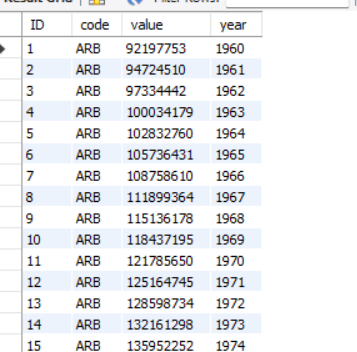 Result Grid Filter Rows:
ID code value year
1 ARB 92197753 1960
2 ARB 94724510 1961
3 ARB 97334442 1962
4 ARB 100034179 1963
5 ARB 102832760 1964
6 ARB 105736431 1965
7 ARB 108758610 1966
8 ARB 111899364 1967
9 ARB 115136178 1968
10 ARB 118437195 1969
11 ARB 121785650 1970
12 ARB 125164745 1971
13 ARB 128598734 1972
14 ARB 132161298 1973
15 ARB 135952252 1974